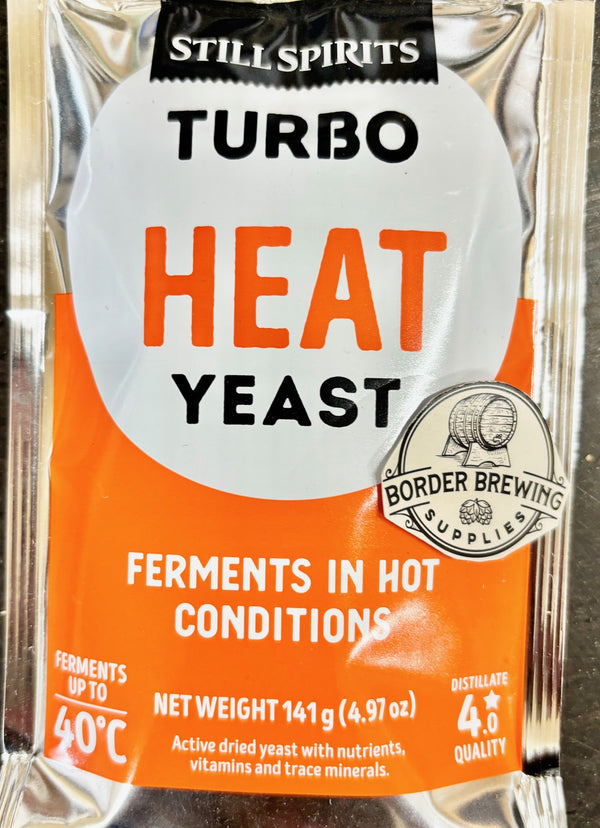 STILL SPIRITS
TURBO
HEAT
YEAST
BORDER BREWING
SUPPLIES
FERMENTS IN HOT
CONDITIONS
FERMENTS
UP TO
40°C
NET WEIGHT 141g (4.97 oz)
Active dried yeast with nutrients,
vitamins and trace minerals.
DISTILLATE
4.0
QUALITY